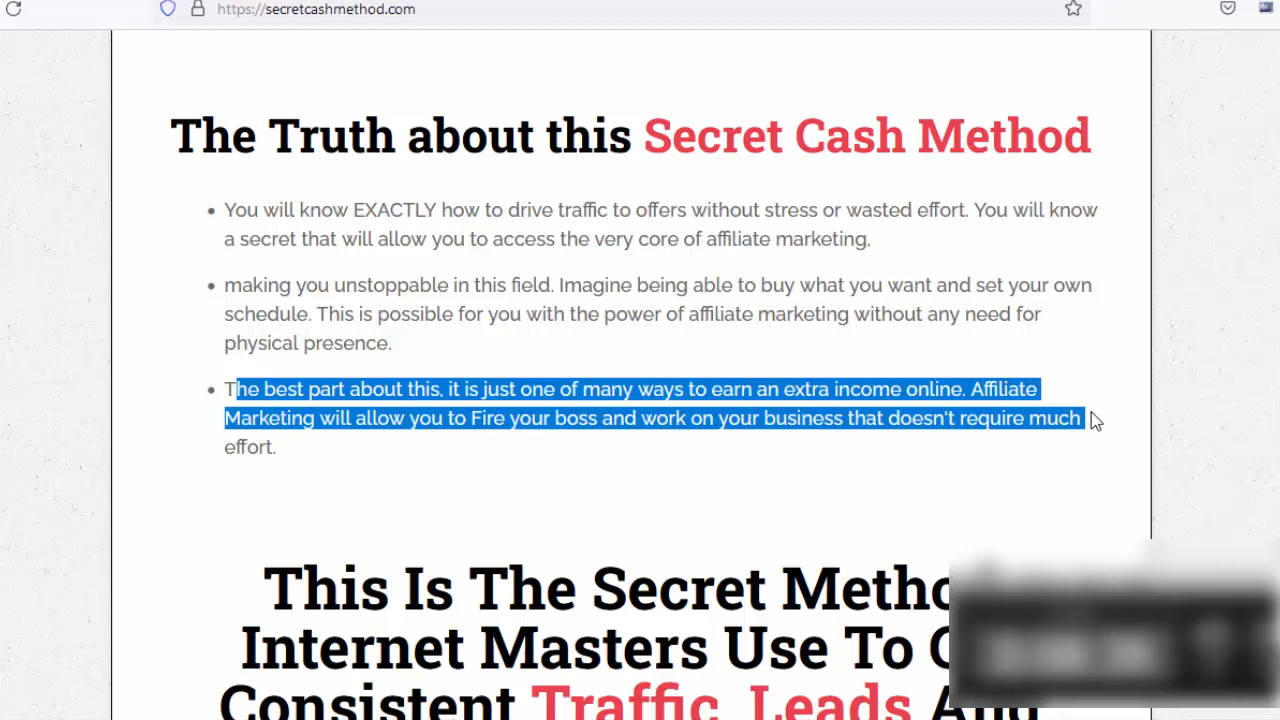 https://secretcashmethod.com
The Truth about this Secret Cash Method
• You will know EXACTLY how to drive traffic to offers without stress or wasted effort. You will know
a secret that will allow you to access the very core of affiliate marketing,
• making you unstoppable in this field. Imagine being able to buy what you want and set your own
schedule. This is possible for you with the power of affiliate marketing without any need for
physical presence.
• The best part about this, it is just one of many ways to earn an extra income online. Affiliate
Marketing will allow you to Fire your boss and work on your business that doesn't require much
effort.
This Is The Secret
Internet Masters Use To
Consistent Traffic, Leads And